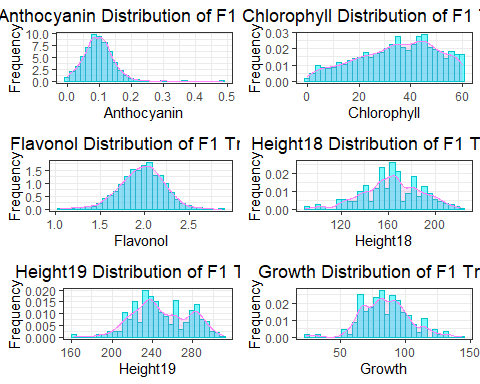 Anthocyanin Distribution of F1
Frequency
10.0
7.5
5.0
2.5
0.0
0.0 0.1 0.2 0.3 0.4 0.5
Anthocyanin
Chlorophyll Distribution of F1 T
Frequency
0.03
0.02
0.01
0.00
0 20 40 60
Chlorophyll
Flavonol Distribution of F1 Tr
Frequency
1.5
1.0
0.5
0.0
1.0 1.5 2.0 2.5
Flavonol
Height18 Distribution of F1 T
Frequency
0.02
0.01
0.00
120 160 200
Height18
Height19 Distribution of F1 T
Frequency
0.020
0.015
0.010
0.005
0.000
160 200 240 280
Height19
Growth Distribution of F1 Tr
Frequency
0.02
0.01
0.00
50 100 150
Growth